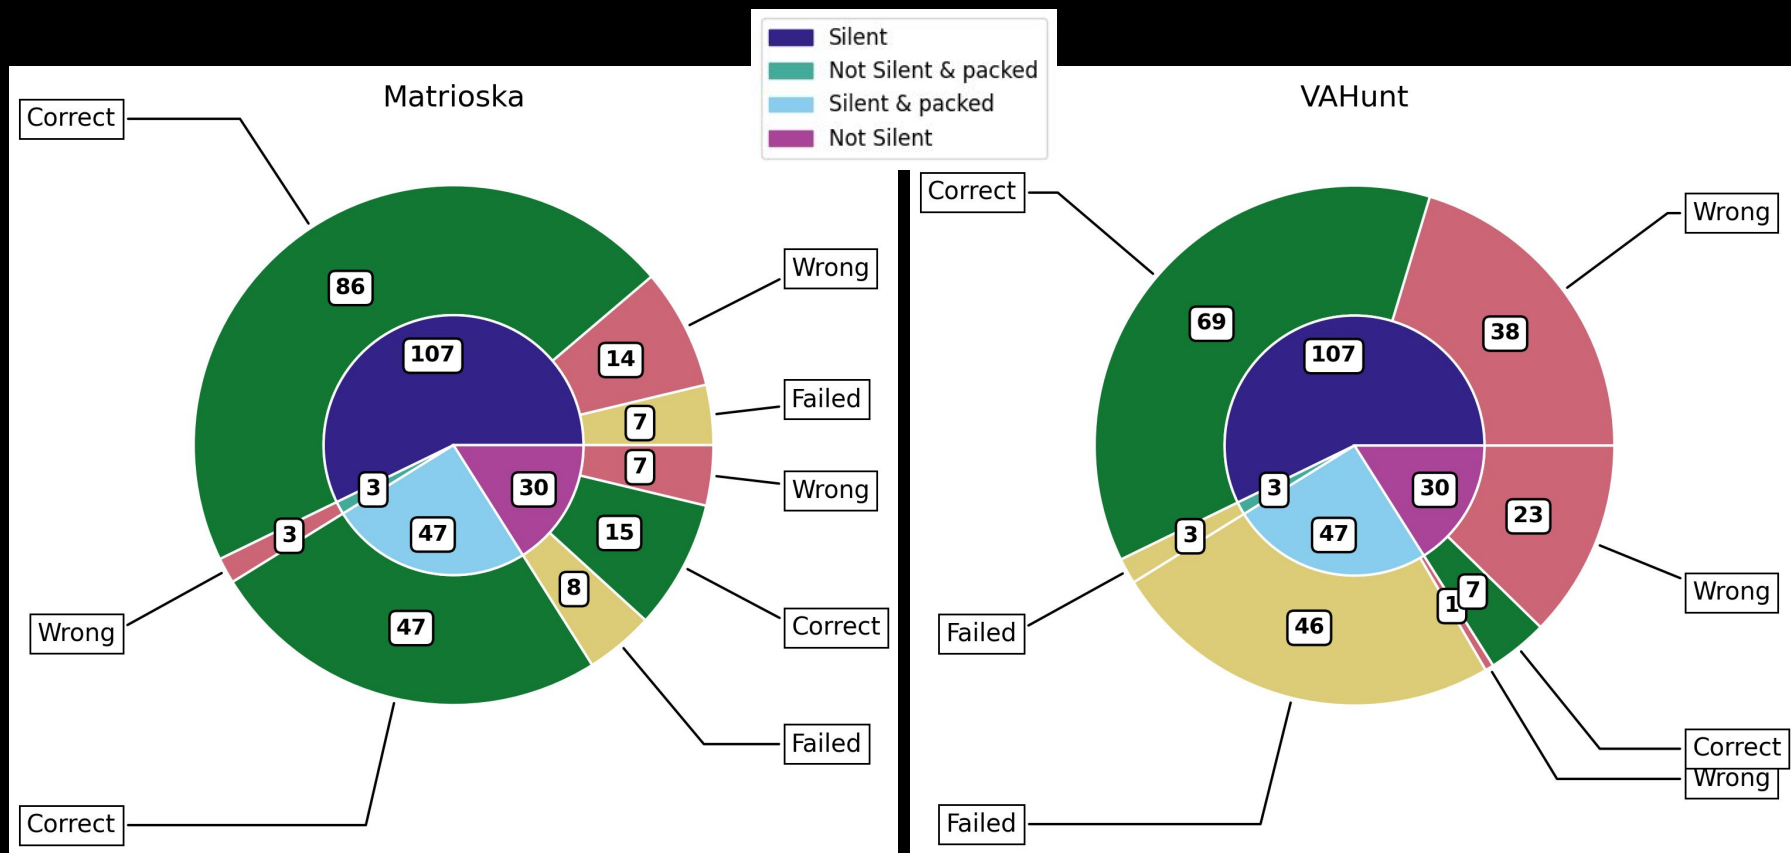 Silent
Not Silent & packed
Silent & packed
Not Silent
Matrioska
Correct
86
Wrong
14
107
Failed
7
7
Wrong
3
30
3
47
15
8
Correct
Wrong
47
Failed
Correct
VAHunt
Correct
Wrong
69
38
107
3
30
3
47
23
Wrong
1
7
46
Failed
Correct
Wrong
Failed